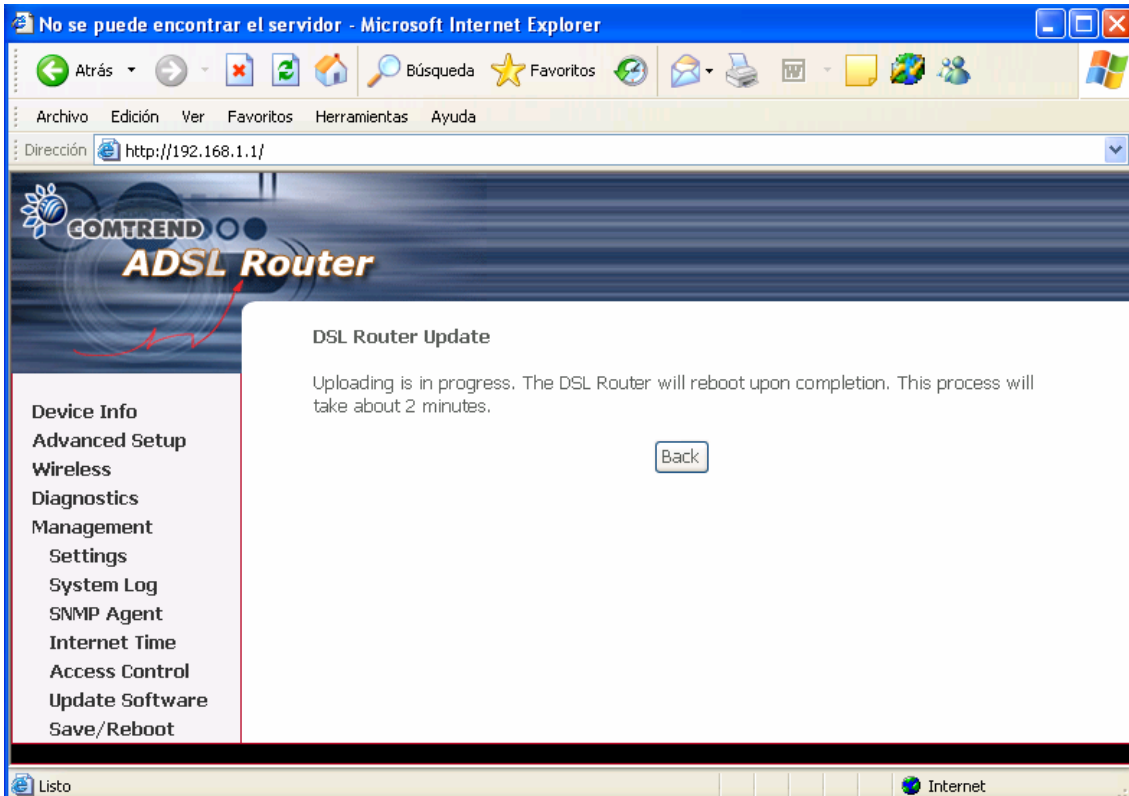 No se puede encontrar el servidor - Microsoft Internet Explorer
Atrás Búsqueda Favoritos
Archivo Edición Ver Favoritos Herramientas Ayuda
Dirección http://192.168.1.1/
COMTREND
ADSL Router
DSL Router Update
Uploading is in progress. The DSL Router will reboot upon completion. This process will
take about 2 minutes.
Back
Device Info
Advanced Setup
Wireless
Diagnostics
Management
Settings
System Log
SNMP Agent
Internet Time
Access Control
Update Software
Save/Reboot
Listo Internet